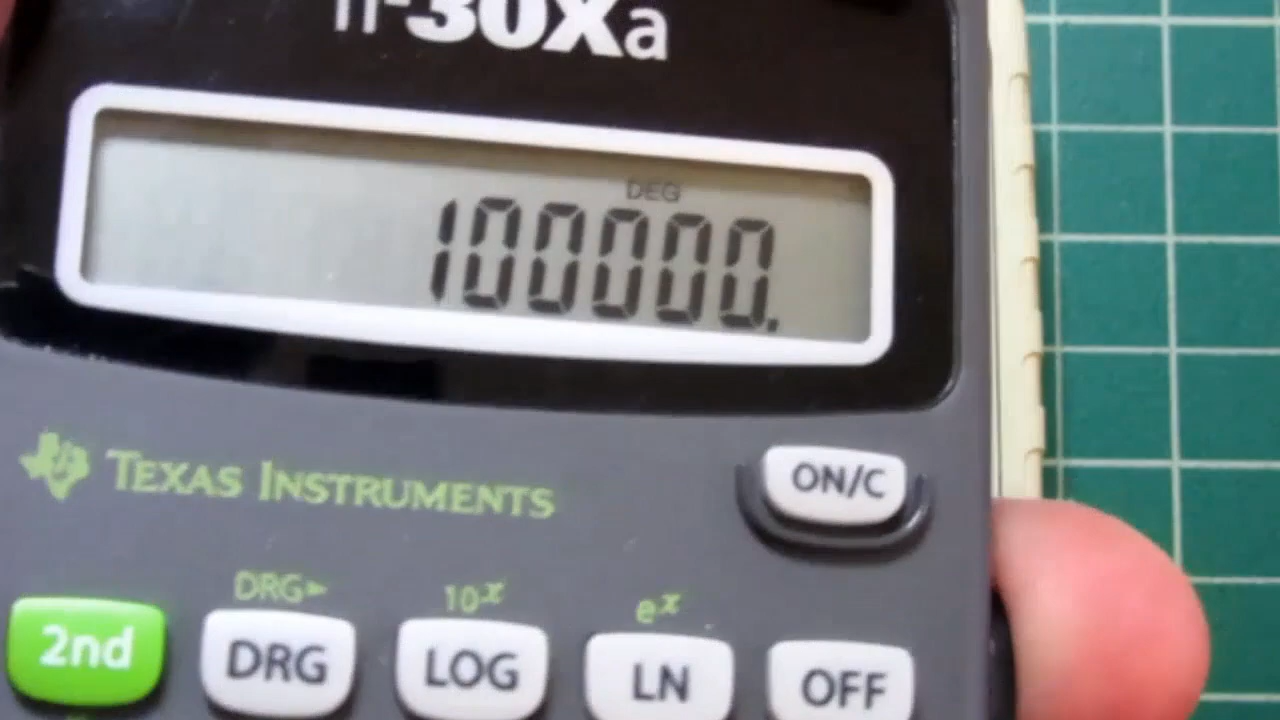 TI-30Xa
DEG
100000.
TEXAS INSTRUMENTS
ON/C
DRG►
10ˣ
eˣ
2nd
DRG
LOG
LN
OFF